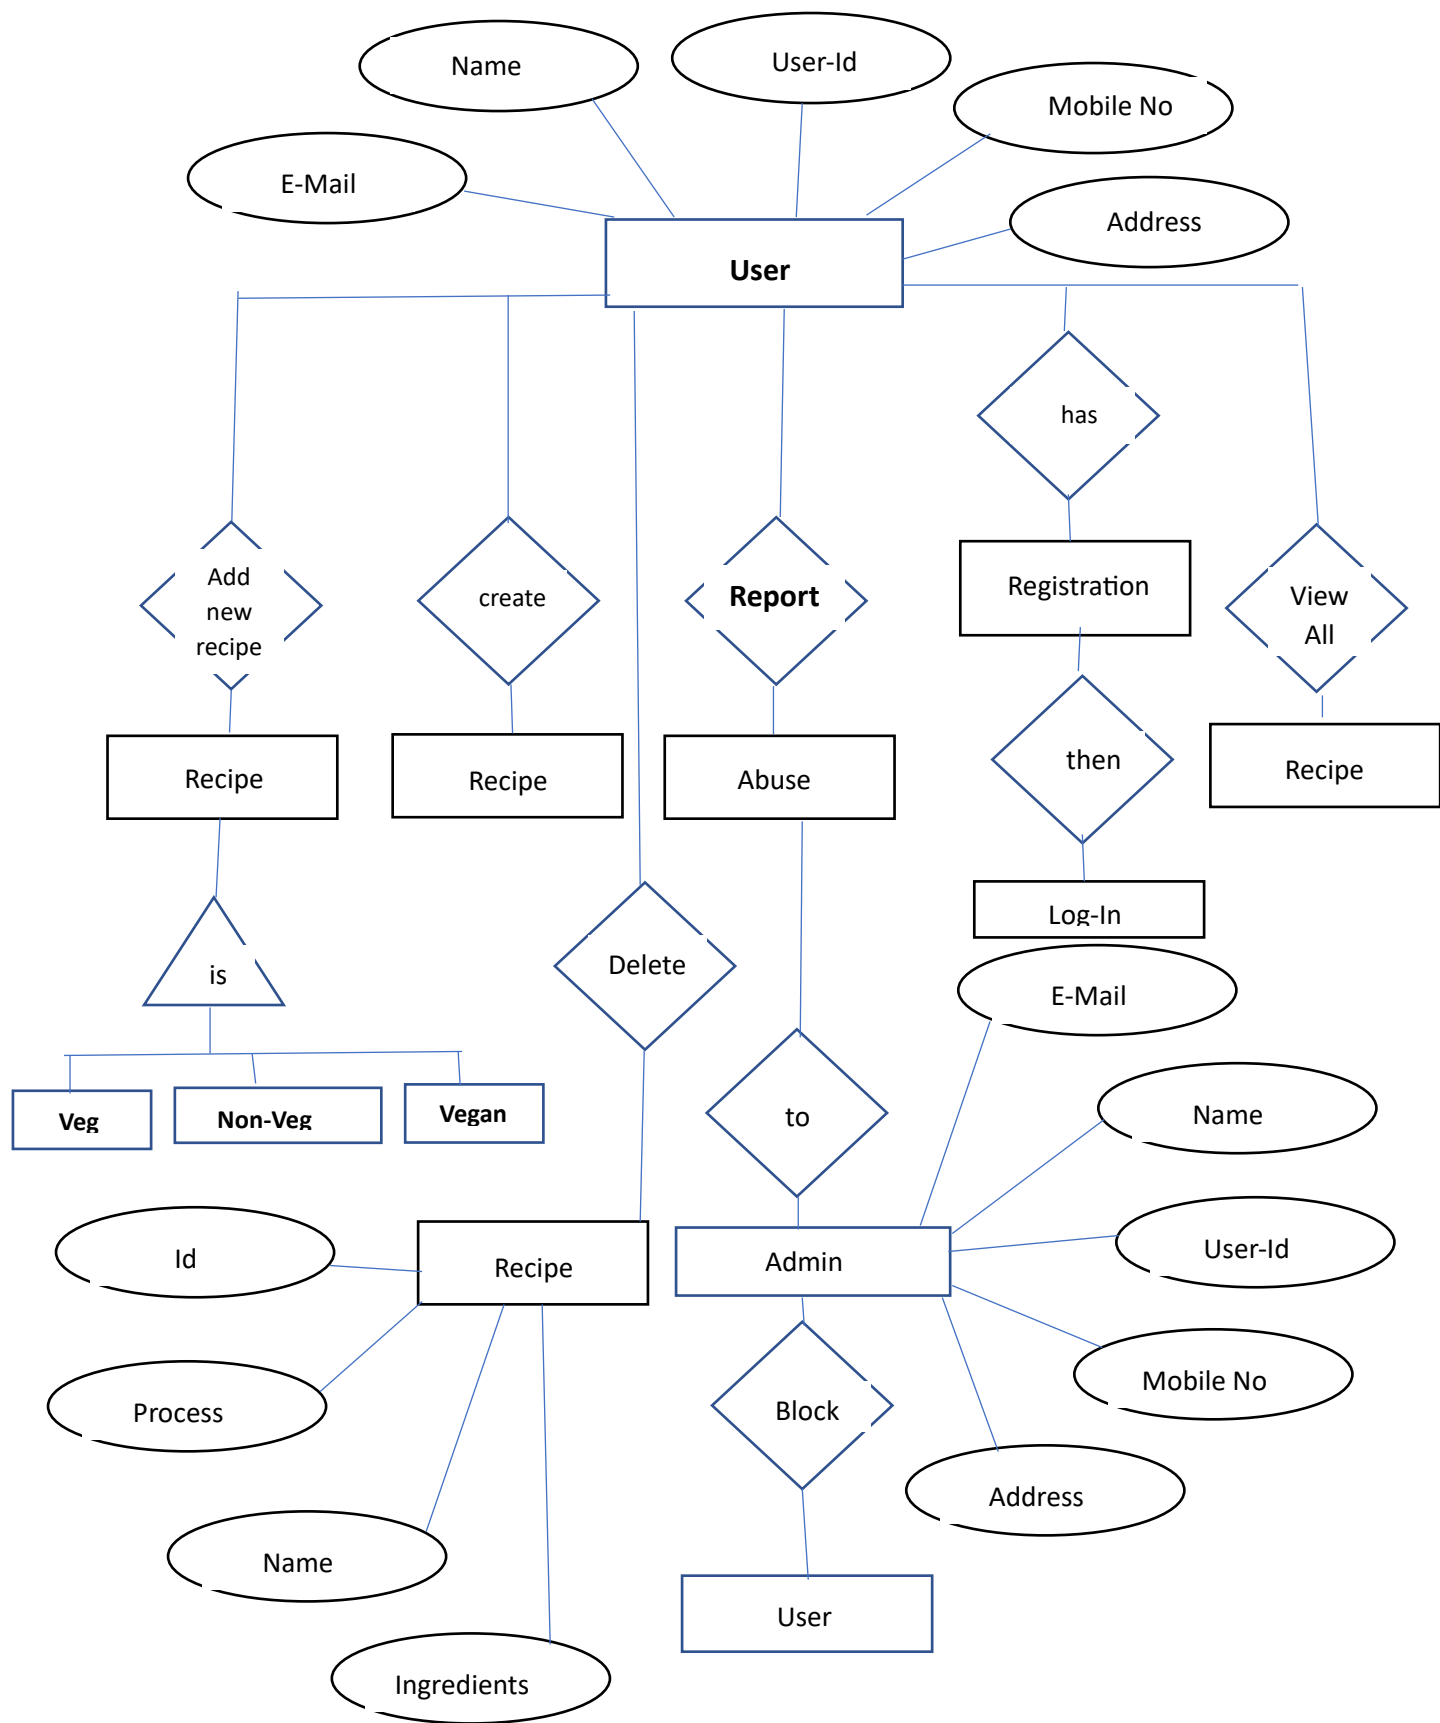 Name
User-Id
Mobile No
E-Mail
Address
User
has
Add
new
recipe
create
Report
Registration
View
All
Recipe
Recipe
Abuse
then
Recipe
Log-In
is
Delete
E-Mail
Veg
Non-Veg
Vegan
to
Name
Id
Recipe
Admin
User-Id
Process
Block
Mobile No
Name
Address
User
Ingredients